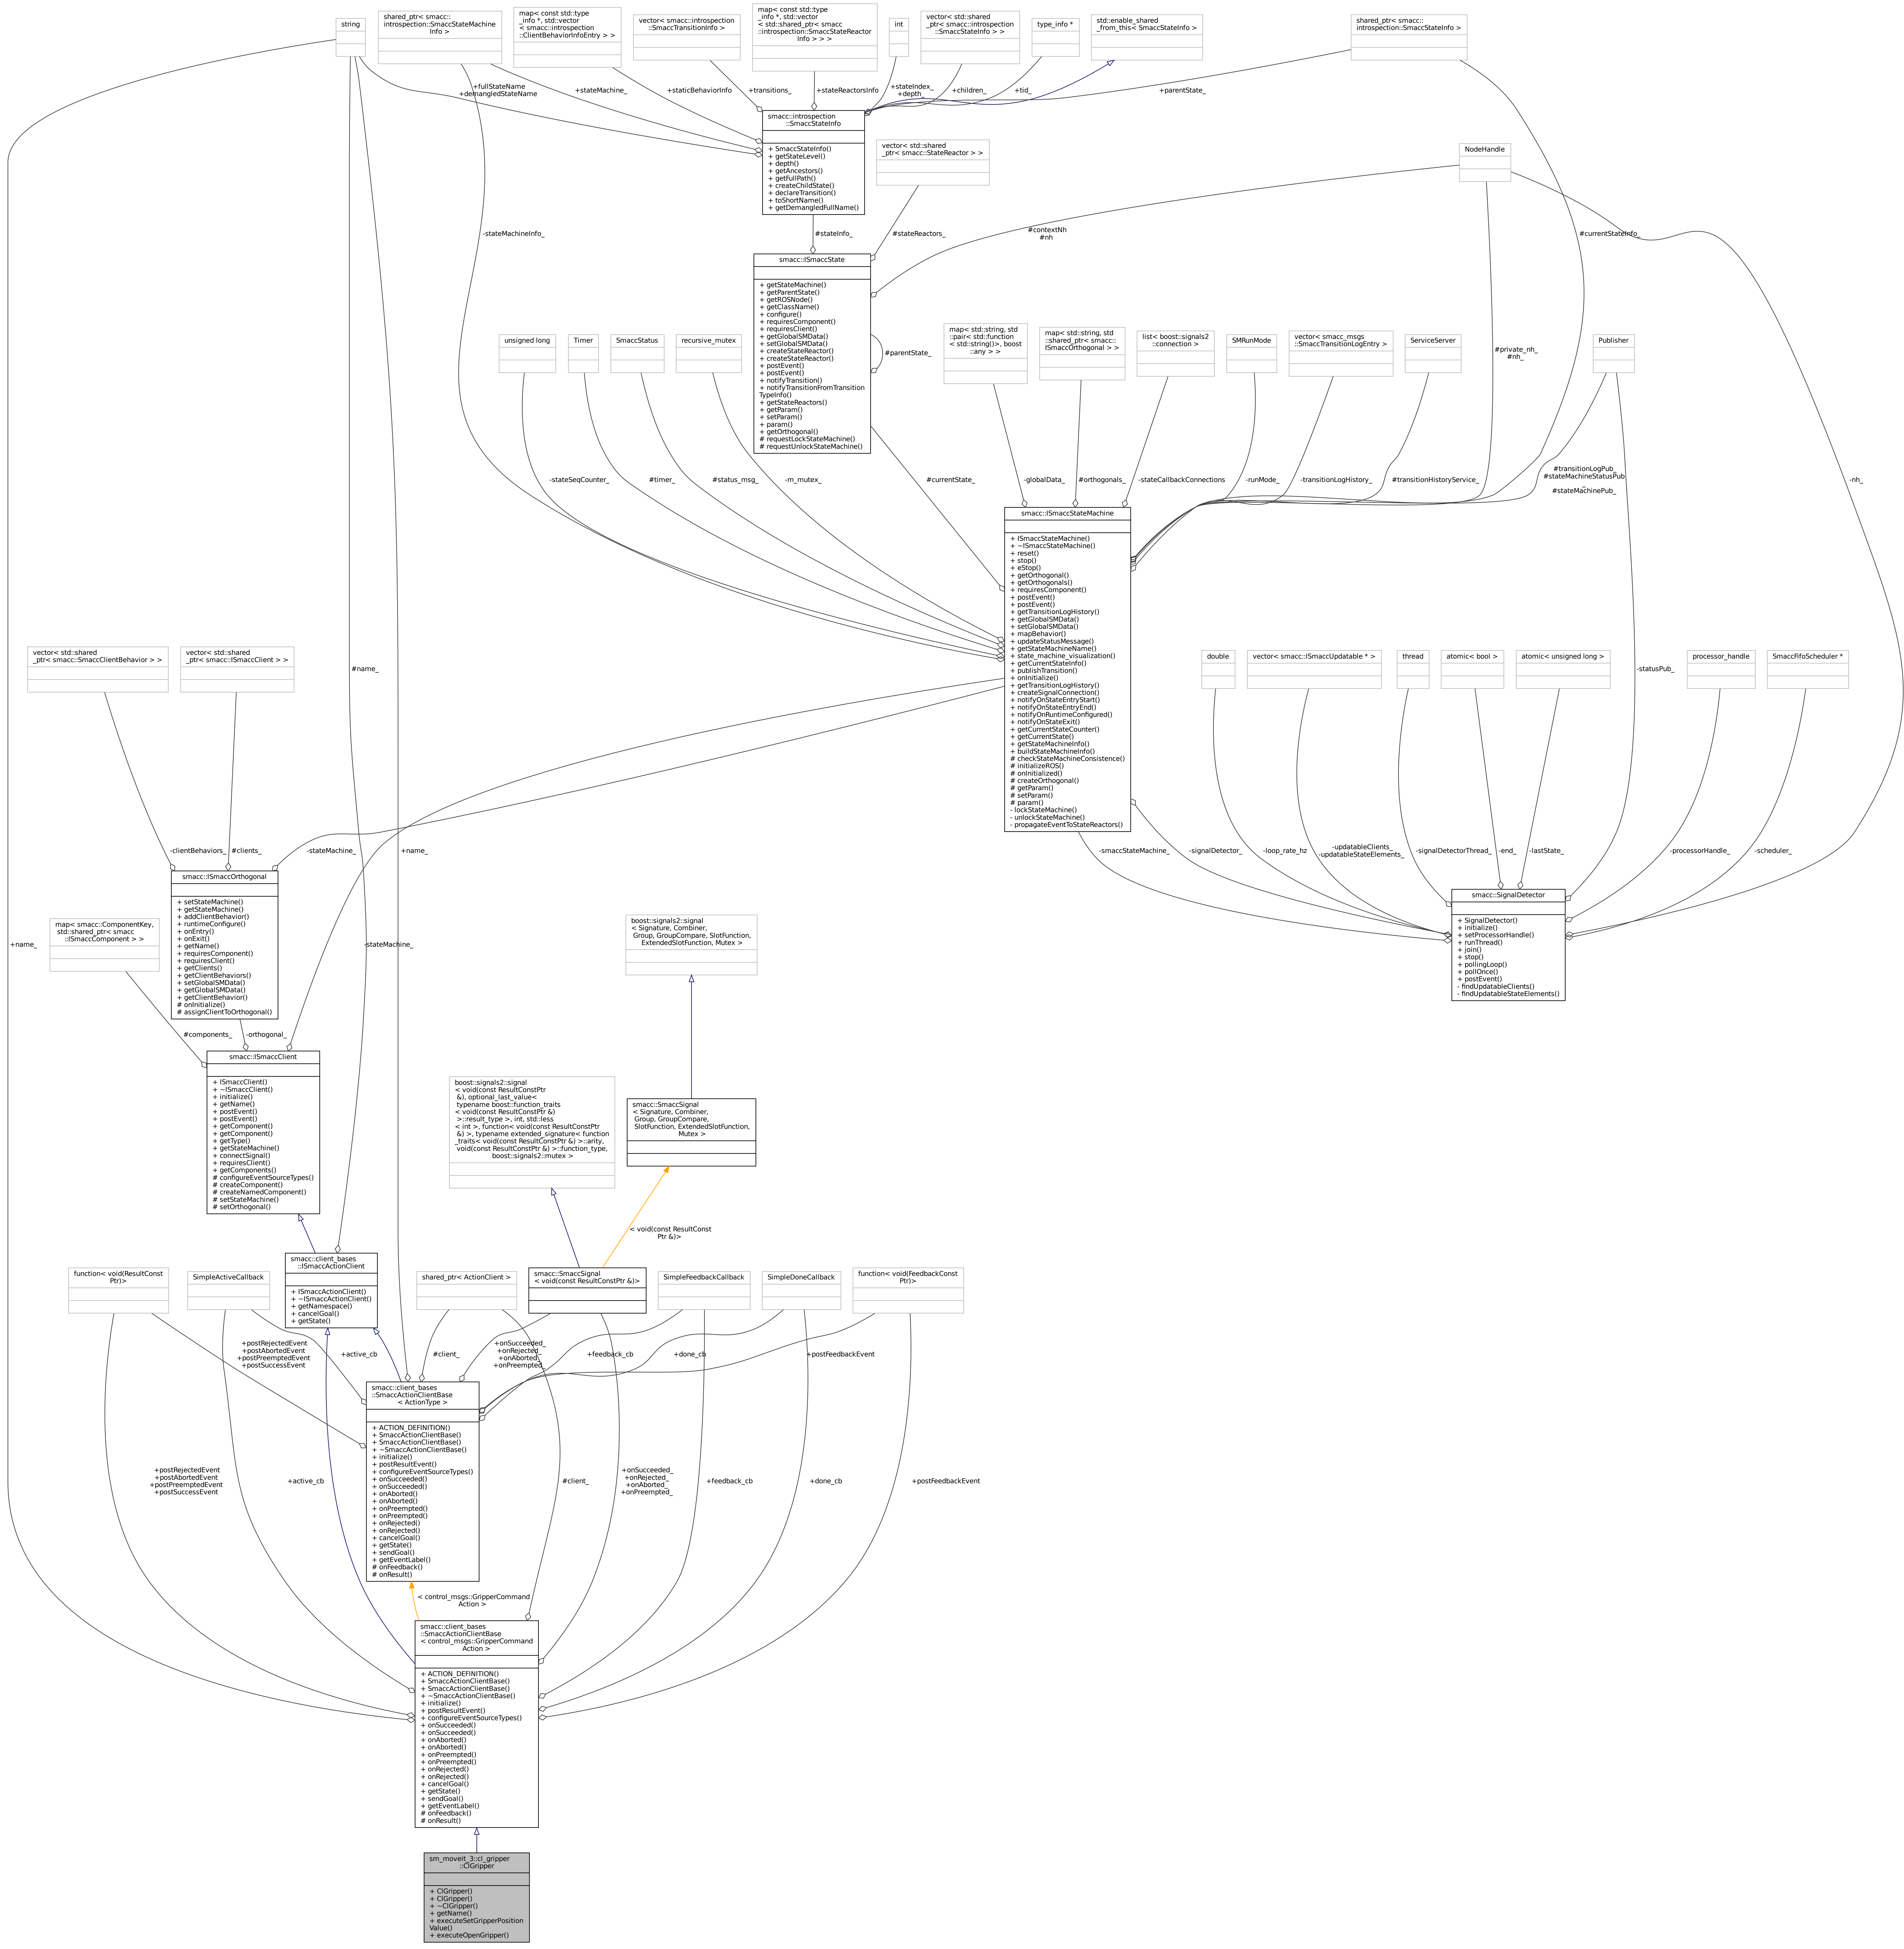 string
shared_ptr< smacc::
introspection::SmaccStateMachine
Info >
map< const std::type
_info *, std::vector
< smacc::introspection
::ClientBehaviorInfoEntry > >
vector< smacc::introspection
::SmaccTransitionInfo >
map< const std::type
_info *, std::vector
< std::shared_ptr< smacc
::introspection::SmaccStateReactor
Info > > >
int
vector< std::shared
_ptr< smacc::introspection
::SmaccStateInfo > >
type_info *
std::enable_shared
_from_this< SmaccStateInfo >
shared_ptr< smacc::
introspection::SmaccStateInfo >
+fullStateName
+demangledStateName
+stateMachine_
+staticBehaviorInfo
+transitions_
+stateReactorsInfo
+stateIndex_
+depth_
+children_
+tid_
+parentState_
smacc::introspection
::SmaccStateInfo
+ SmaccStateInfo()
+ getStateLevel()
+ depth()
+ getAncestors()
+ getFullPath()
+ createChildState()
+ declareTransition()
+ toShortName()
+ getDemangledFullName()
vector< std::shared
_ptr< smacc::StateReactor > >
NodeHandle
-stateMachineInfo_
#stateInfo_
#stateReactors_
#contextNh
#nh
#currentStateInfo_
smacc::ISmaccState
+ getStateMachine()
+ getParentState()
+ getROSNode()
+ getClassName()
+ configure()
+ requiresComponent()
+ requiresClient()
+ getGlobalSMData()
+ setGlobalSMData()
+ createStateReactor()
+ createStateReactor()
+ postEvent()
+ postEvent()
+ notifyTransition()
+ notifyTransitionFromTransition
TypeInfo()
+ getStateReactors()
+ getParam()
+ setParam()
+ param()
+ getOrthogonal()
# requestLockStateMachine()
# requestUnlockStateMachine()
#parentState_
unsigned long
Timer
SmaccStatus
recursive_mutex
map< std::string, std
::pair< std::function
< std::string()>, boost
::any > >
map< std::string, std
::shared_ptr< smacc::
ISmaccOrthogonal > >
list< boost::signals2
::connection >
SMRunMode
vector< smacc_msgs
::SmaccTransitionLogEntry >
ServiceServer
#private_nh_
#nh_
Publisher
-stateSeqCounter_
#timer_
#status_msg_
-m_mutex_
#currentState_
-globalData_
#orthogonals_
-stateCallbackConnections
-runMode_
-transitionLogHistory_
#transitionHistoryService_
#transitionLogPub_
#stateMachineStatusPub
_
#stateMachinePub_
-nh_
smacc::ISmaccStateMachine
+ ISmaccStateMachine()
+ ~ISmaccStateMachine()
+ reset()
+ stop()
+ eStop()
+ getOrthogonal()
+ getOrthogonals()
+ requiresComponent()
+ postEvent()
+ postEvent()
+ getTransitionLogHistory()
+ getGlobalSMData()
+ setGlobalSMData()
+ mapBehavior()
+ updateStatusMessage()
+ getStateMachineName()
+ state_machine_visualization()
+ getCurrentStateInfo()
+ publishTransition()
+ onInitialize()
+ getTransitionLogHistory()
+ createSignalConnection()
+ notifyOnStateEntryStart()
+ notifyOnStateEntryEnd()
+ notifyOnRuntimeConfigured()
+ notifyOnStateExit()
+ getCurrentStateCounter()
+ getCurrentState()
+ getStateMachineInfo()
+ buildStateMachineInfo()
# checkStateMachineConsistence()
# initializeROS()
# onInitialized()
# createOrthogonal()
# getParam()
# setParam()
# param()
- lockStateMachine()
- unlockStateMachine()
- propagateEventToStateReactors()
vector< std::shared
_ptr< smacc::SmaccClientBehavior > >
vector< std::shared
_ptr< smacc::ISmaccClient > >
#name_
double
vector< smacc::ISmaccUpdatable * >
thread
atomic< bool >
atomic< unsigned long >
-statusPub_
processor_handle
SmaccFifoScheduler *
-clientBehaviors_
#clients_
-stateMachine_
+name_
-smaccStateMachine_
-signalDetector_
-loop_rate_hz
-updatableClients_
-updatableStateElements_
-signalDetectorThread_
-end_
-lastState_
-processorHandle_
-scheduler_
smacc::ISmaccOrthogonal
+ setStateMachine()
+ getStateMachine()
+ addClientBehavior()
+ runtimeConfigure()
+ onEntry()
+ onExit()
+ getName()
+ requiresComponent()
+ requiresClient()
+ getClients()
+ getClientBehaviors()
+ setGlobalSMData()
+ getGlobalSMData()
+ getClientBehavior()
# onInitialize()
# assignClientToOrthogonal()
smacc::SignalDetector
+ SignalDetector()
+ initialize()
+ setProcessorHandle()
+ runThread()
+ join()
+ stop()
+ pollingLoop()
+ pollOnce()
+ postEvent()
- findUpdatableClients()
- findUpdatableStateElements()
map< smacc::ComponentKey,
std::shared_ptr< smacc
::ISmaccComponent > >
boost::signals2::signal
< Signature, Combiner,
Group, GroupCompare, SlotFunction,
ExtendedSlotFunction, Mutex >
+name_
-stateMachine_
#components_
-orthogonal_
smacc::ISmaccClient
+ ISmaccClient()
+ ~ISmaccClient()
+ initialize()
+ getName()
+ postEvent()
+ postEvent()
+ getComponent()
+ getComponent()
+ getType()
+ getStateMachine()
+ connectSignal()
+ requiresClient()
+ getComponents()
# configureEventSourceTypes()
# createComponent()
# createNamedComponent()
# setStateMachine()
# setOrthogonal()
boost::signals2::signal
< void(const ResultConstPtr
&), optional_last_value<
typename boost::function_traits
< void(const ResultConstPtr &)
>::result_type >, int, std::less
< int >, function< void(const ResultConstPtr
&) >, typename extended_signature< function
_traits< void(const ResultConstPtr &) >::arity,
void(const ResultConstPtr &) >::function_type,
boost::signals2::mutex >
smacc::SmaccSignal
< Signature, Combiner,
Group, GroupCompare,
SlotFunction, ExtendedSlotFunction,
Mutex >
< void(const ResultConst
Ptr &)>
smacc::client_bases
::ISmaccActionClient
+ ISmaccActionClient()
+ ~ISmaccActionClient()
+ getNamespace()
+ cancelGoal()
+ getState()
function< void(ResultConst
Ptr)>
SimpleActiveCallback
shared_ptr< ActionClient >
smacc::SmaccSignal
< void(const ResultConstPtr &)>
SimpleFeedbackCallback
SimpleDoneCallback
function< void(FeedbackConst
Ptr)>
+postRejectedEvent
+postAbortedEvent
+postPreemptedEvent
+postSuccessEvent
+active_cb
#client_
+onSucceeded_
+onRejected_
+onAborted_
+onPreempted_
+feedback_cb
+done_cb
+postFeedbackEvent
smacc::client_bases
::SmaccActionClientBase
< ActionType >
+ ACTION_DEFINITION()
+ SmaccActionClientBase()
+ SmaccActionClientBase()
+ ~SmaccActionClientBase()
+ initialize()
+ postResultEvent()
+ configureEventSourceTypes()
+ onSucceeded()
+ onSucceeded()
+ onAborted()
+ onAborted()
+ onPreempted()
+ onPreempted()
+ onRejected()
+ onRejected()
+ cancelGoal()
+ getState()
+ sendGoal()
+ getEventLabel()
# onFeedback()
# onResult()
+postRejectedEvent
+postAbortedEvent
+postPreemptedEvent
+postSuccessEvent
+active_cb
#client_
+onSucceeded_
+onRejected_
+onAborted_
+onPreempted_
+feedback_cb
+done_cb
+postFeedbackEvent
< control_msgs::GripperCommand
Action >
smacc::client_bases
::SmaccActionClientBase
< control_msgs::GripperCommand
Action >
+ ACTION_DEFINITION()
+ SmaccActionClientBase()
+ SmaccActionClientBase()
+ ~SmaccActionClientBase()
+ initialize()
+ postResultEvent()
+ configureEventSourceTypes()
+ onSucceeded()
+ onSucceeded()
+ onAborted()
+ onAborted()
+ onPreempted()
+ onPreempted()
+ onRejected()
+ onRejected()
+ cancelGoal()
+ getState()
+ sendGoal()
+ getEventLabel()
# onFeedback()
# onResult()
sm_moveit_3::cl_gripper
::ClGripper
+ ClGripper()
+ ClGripper()
+ ~ClGripper()
+ getName()
+ executeSetGripperPosition
Value()
+ executeOpenGripper()